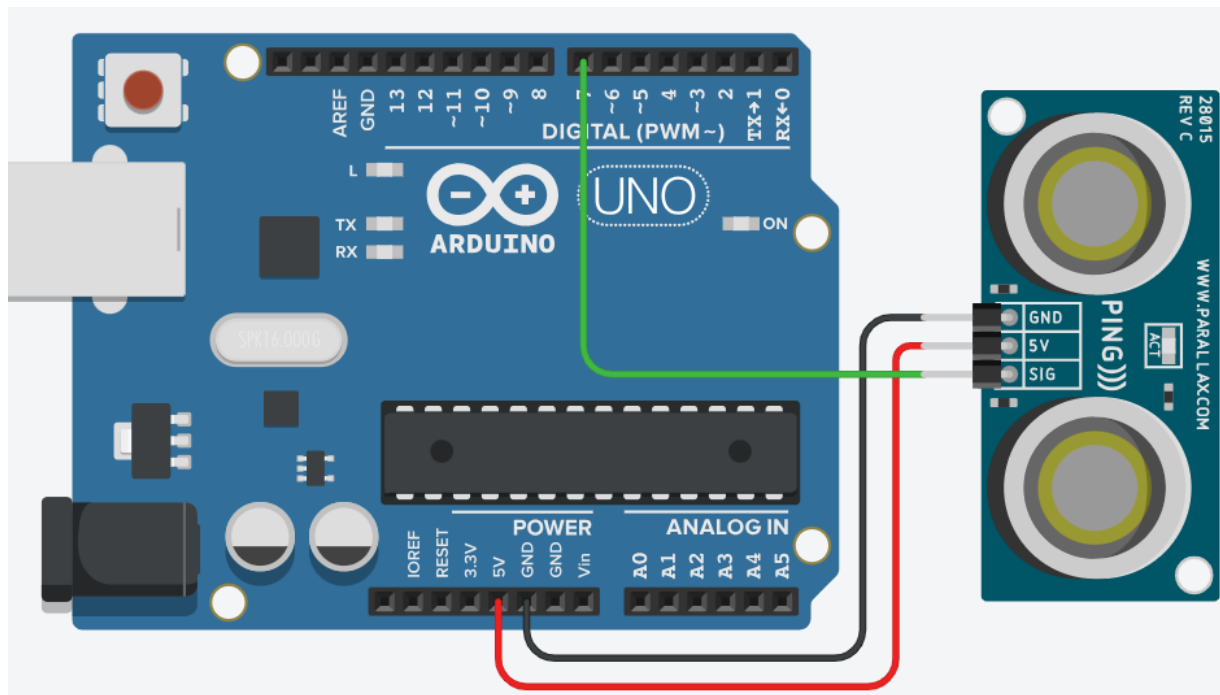 AREF
GND
13
12
~11
~10
~9
8
7
~6
~5
4
~3
2
TX→1
RX←0
DIGITAL (PWM~)
L
TX
RX
UNO
ON
ARDUINO
SPK16.000G
28015
REV C
GND
5V
SIG
PING)))
ACT
WWW.PARALLAX.COM
POWER
ANALOG IN
IOREF
RESET
3.3V
5V
GND
GND
Vin
A0
A1
A2
A3
A4
A5